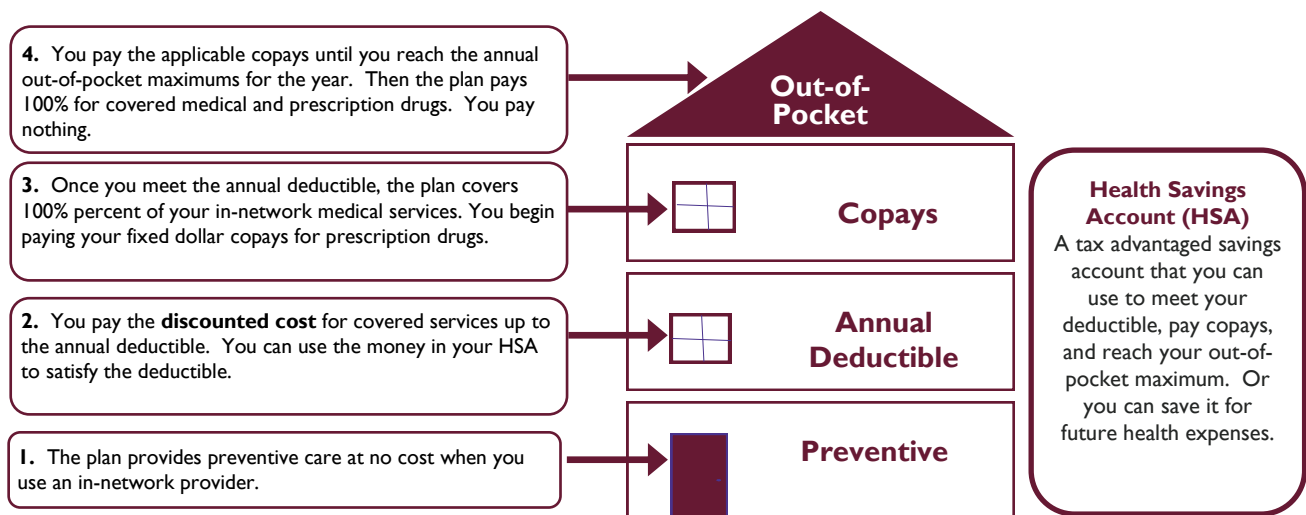 4. You pay the applicable copays until you reach the annual
out-of-pocket maximums for the year. Then the plan pays
100% for covered medical and prescription drugs. You pay
nothing.
Out-of-
Pocket
3. Once you meet the annual deductible, the plan covers
100% percent of your in-network medical services. You begin
paying your fixed dollar copays for prescription drugs.
Copays
2. You pay the discounted cost for covered services up to
the annual deductible. You can use the money in your HSA
to satisfy the deductible.
Annual
Deductible
1. The plan provides preventive care at no cost when you
use an in-network provider.
Preventive
Health Savings
Account (HSA)
A tax advantaged savings
account that you can
use to meet your
deductible, pay copays,
and reach your out-of-
pocket maximum. Or
you can save it for
future health expenses.